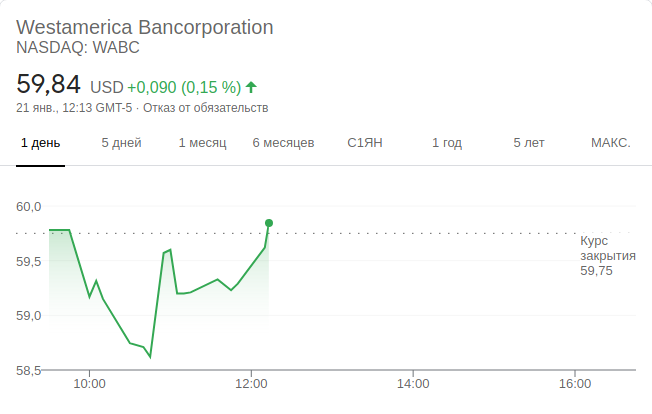 Westamerica Bancorporation
NASDAQ: WABC
59,84 USD +0,090 (0,15 %)
21 янв., 12:13 GMT-5 · Отказ от обязательств
1 день 5 дней 1 месяц 6 месяцев С1ЯН 1 год 5 лет МАКС.
60,0
59,5
59,0
58,5
Курс
закрытия
59,75
10:00 12:00 14:00 16:00